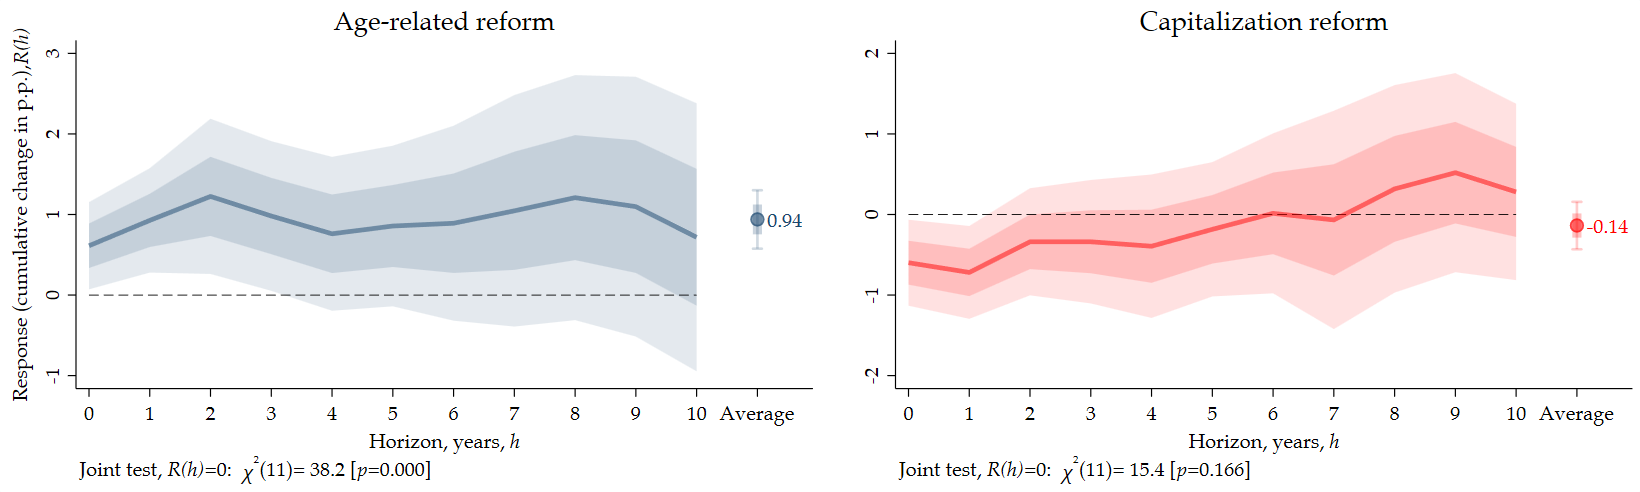 Age-related reform
Response (cumulative change in p.p.),R(h)
3
2
1
0
-1
0.94
0 1 2 3 4 5 6 7 8 9 10 Average
Horizon, years, h
Joint test, R(h)=0: χ²(11)= 38.2 [p=0.000]
Capitalization reform
2
1
0
-1
-2
-0.14
0 1 2 3 4 5 6 7 8 9 10 Average
Horizon, years, h
Joint test, R(h)=0: χ²(11)= 15.4 [p=0.166]